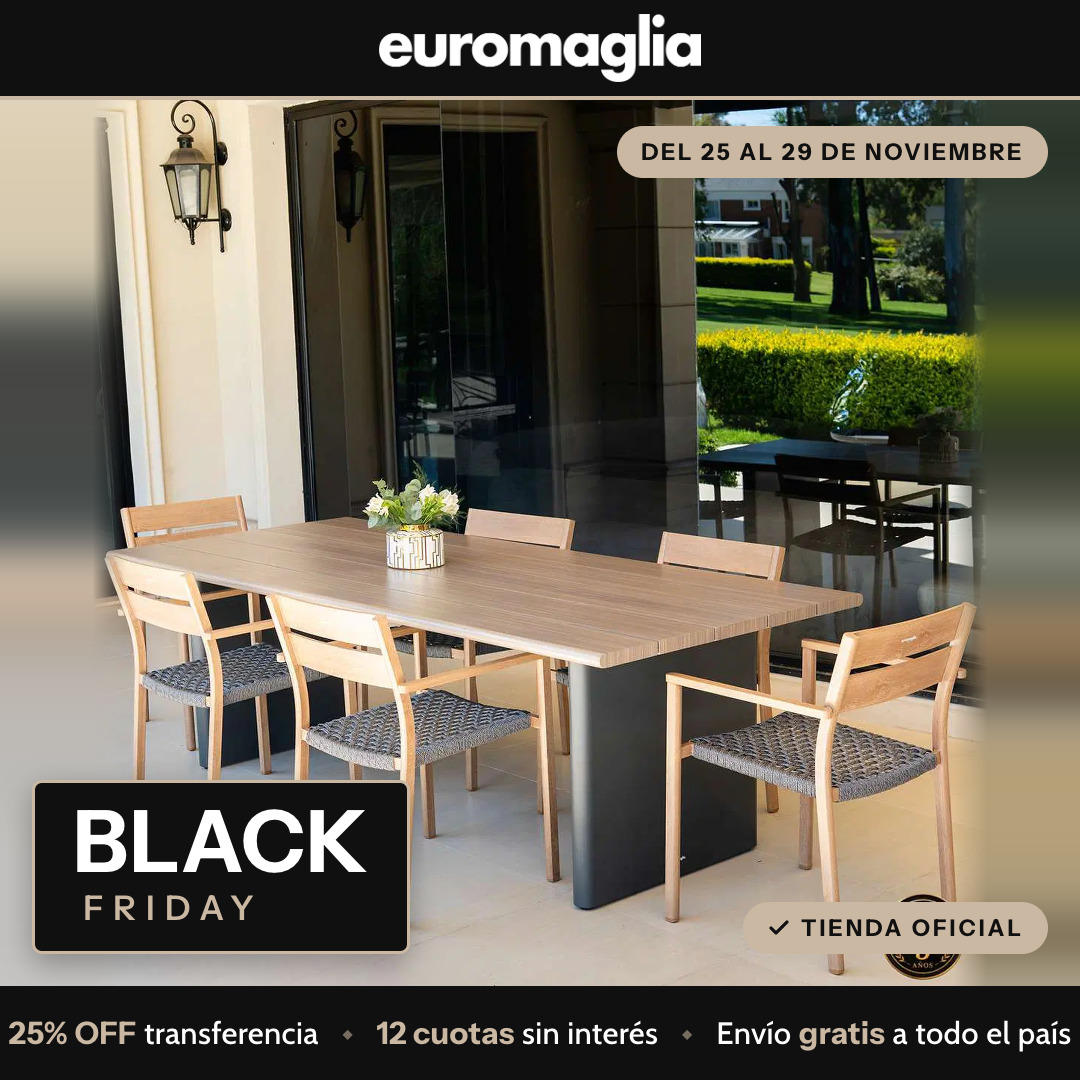 euromaglia
DEL 25 AL 29 DE NOVIEMBRE
BLACK
FRIDAY
✓ TIENDA OFICIAL
AÑOS
25% OFF transferencia ◆ 12 cuotas sin interés ◆ Envío gratis a todo el país